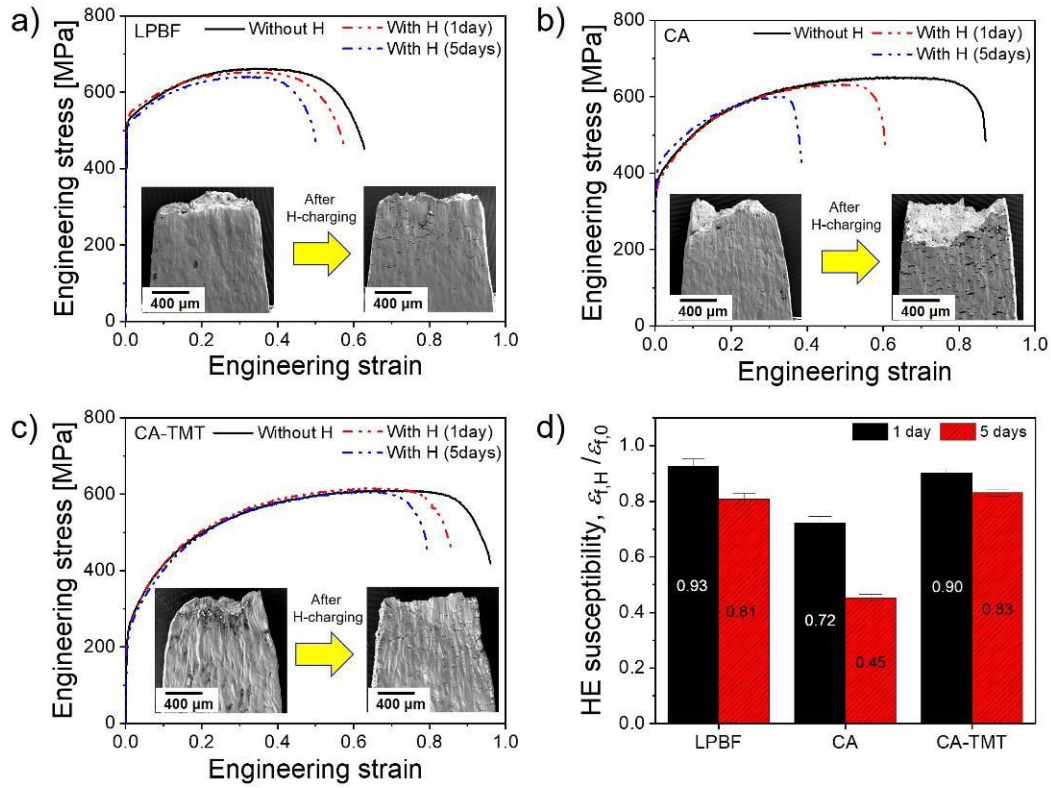 a)
LPBF
Without H
With H (1day)
With H (5days)
Engineering stress [MPa]
800
600
400
200
0
After
H-charging
400 µm
400 µm
0.0 0.2 0.4 0.6 0.8 1.0
Engineering strain
b)
CA
Without H
With H (1day)
With H (5days)
Engineering stress [MPa]
800
600
400
200
0
After
H-charging
400 µm
400 µm
0.0 0.2 0.4 0.6 0.8 1.0
Engineering strain
c)
CA-TMT
Without H
With H (1day)
With H (5days)
Engineering stress [MPa]
800
600
400
200
0
After
H-charging
400 µm
400 µm
0.0 0.2 0.4 0.6 0.8 1.0
Engineering strain
d)
1 day
5 days
HE susceptibility, εf,H /εf,0
1.0
0.8
0.6
0.4
0.2
0.0
0.93
0.81
0.72
0.45
0.90
0.83
LPBF CA CA-TMT